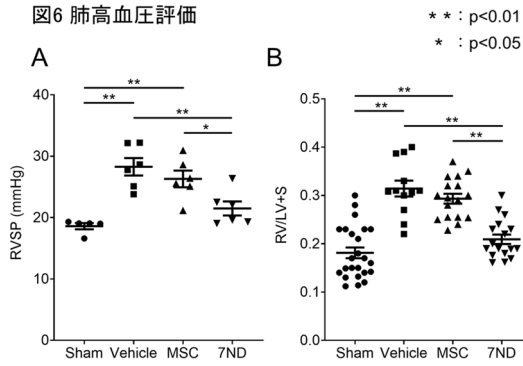 図6 肺高血圧評価
* * : p<0.01
* : p<0.05
A
B
** 
**
**
*
**
**
**
**
40
30
20
10
0
RVSP (mmHg)
Sham Vehicle MSC 7ND
0.5
0.4
0.3
0.2
0.1
0.0
RV/LV+S
Sham Vehicle MSC 7ND